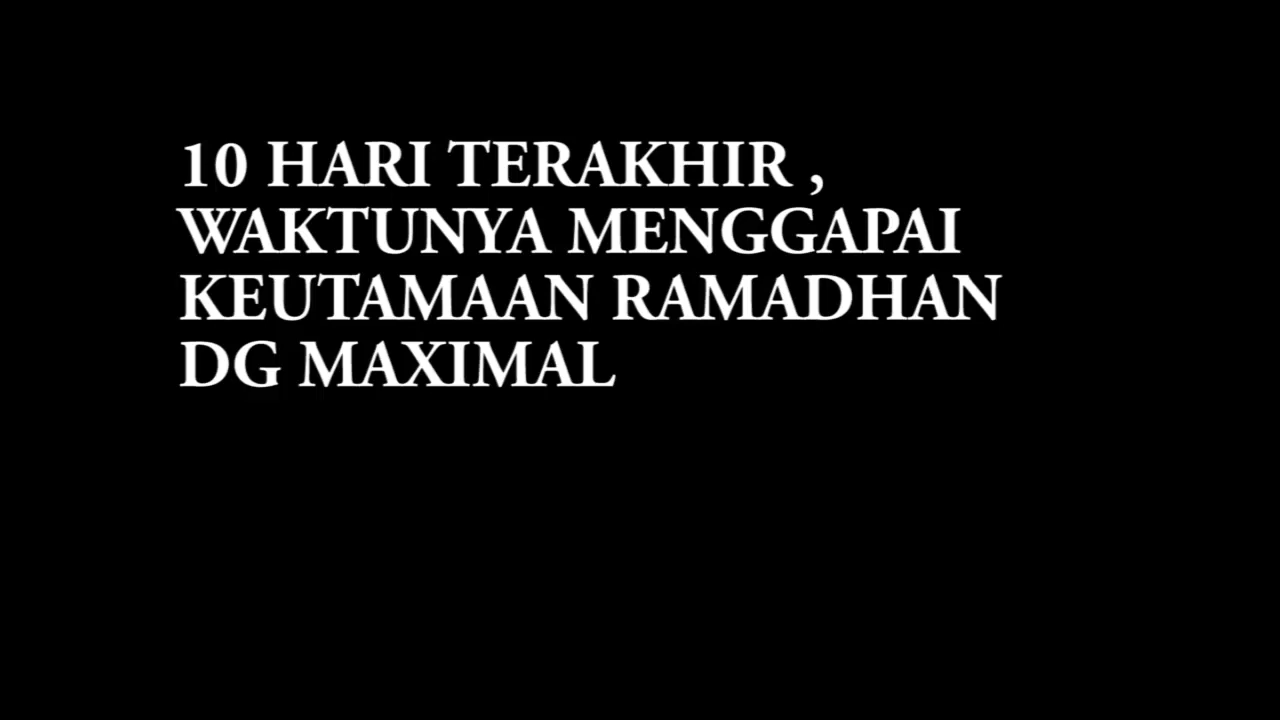 10 HARI TERAKHIR ,
WAKTUNYA MENGGAPAI
KEUTAMAAN RAMADHAN
DG MAXIMAL